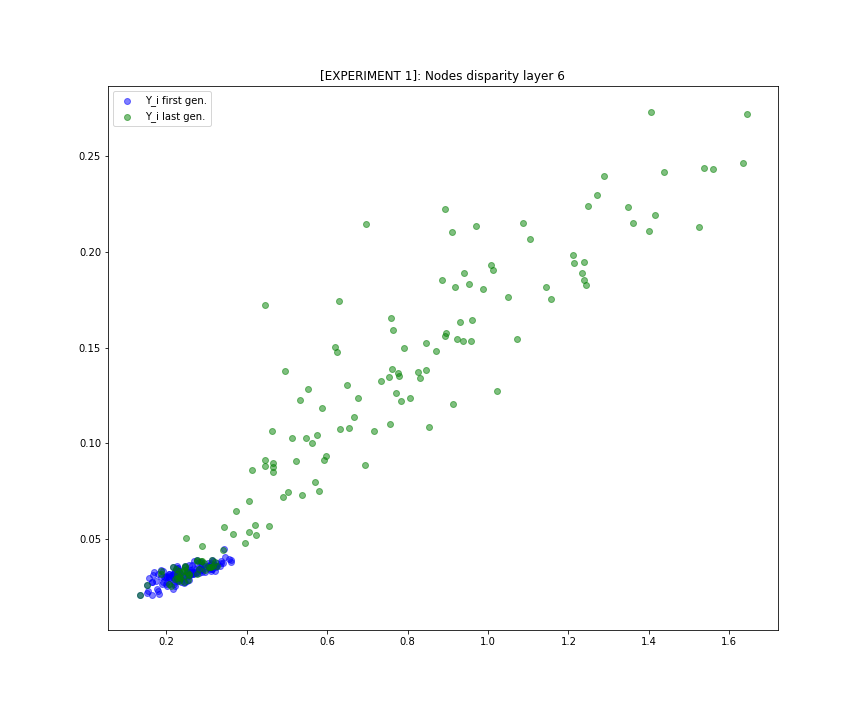 [EXPERIMENT 1]: Nodes disparity layer 6
Y_i first gen.
Y_i last gen.
0.25
0.20
0.15
0.10
0.05
0.2 0.4 0.6 0.8 1.0 1.2 1.4 1.6